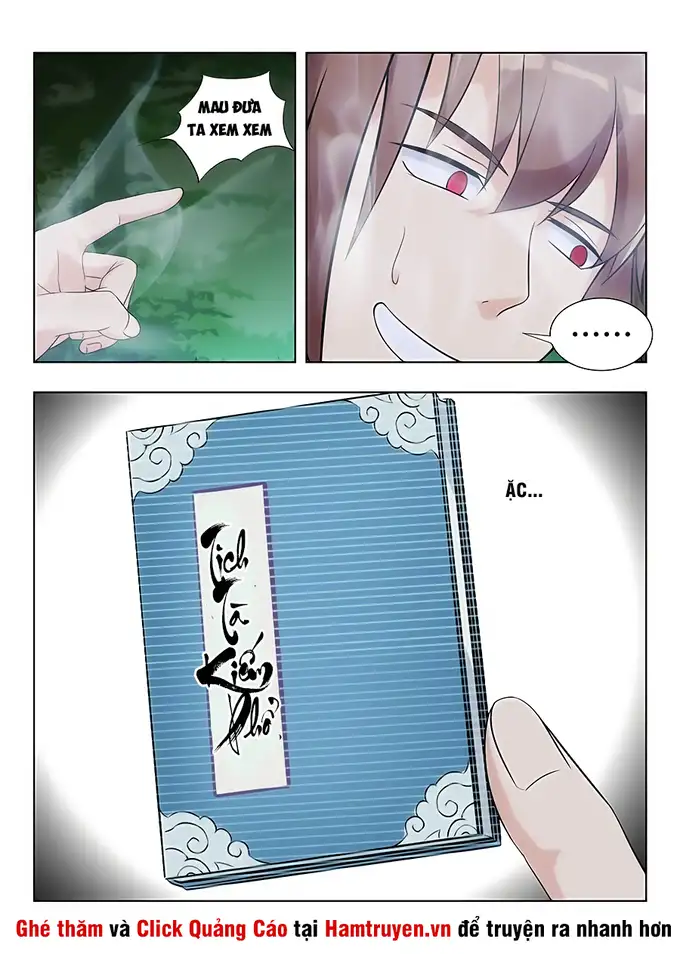 MAU ĐƯA
TA XEM XEM
......
ẶC...
Tịch
Tà
Kiếm
Phổ
Ghé thăm và Click Quảng Cáo tại Hamtruyen.vn để truyện ra nhanh hơn